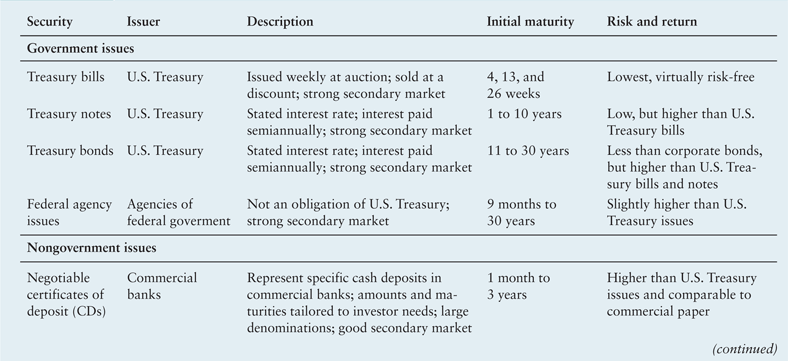 Security Issuer Description Initial maturity Risk and return
Government issues
Treasury bills U.S. Treasury Issued weekly at auction; sold at a 4, 13, and Lowest, virtually risk-free
discount; strong secondary market 26 weeks
Treasury notes U.S. Treasury Stated interest rate; interest paid 1 to 10 years Low, but higher than U.S.
semiannually; strong secondary market Treasury bills
Treasury bonds U.S. Treasury Stated interest rate; interest paid 11 to 30 years Less than corporate bonds,
semiannually; strong secondary market but higher than U.S. Trea-
sury bills and notes
Federal agency Agencies of Not an obligation of U.S. Treasury; 9 months to Slightly higher than U.S.
issues federal goverment strong secondary market 30 years Treasury issues
Nongovernment issues
Negotiable Commercial Represent specific cash deposits in 1 month to Higher than U.S. Treasury
certificates of banks commercial banks; amounts and ma- 3 years issues and comparable to
deposit (CDs) turities tailored to investor needs; large commercial paper
denominations; good secondary market
(continued)